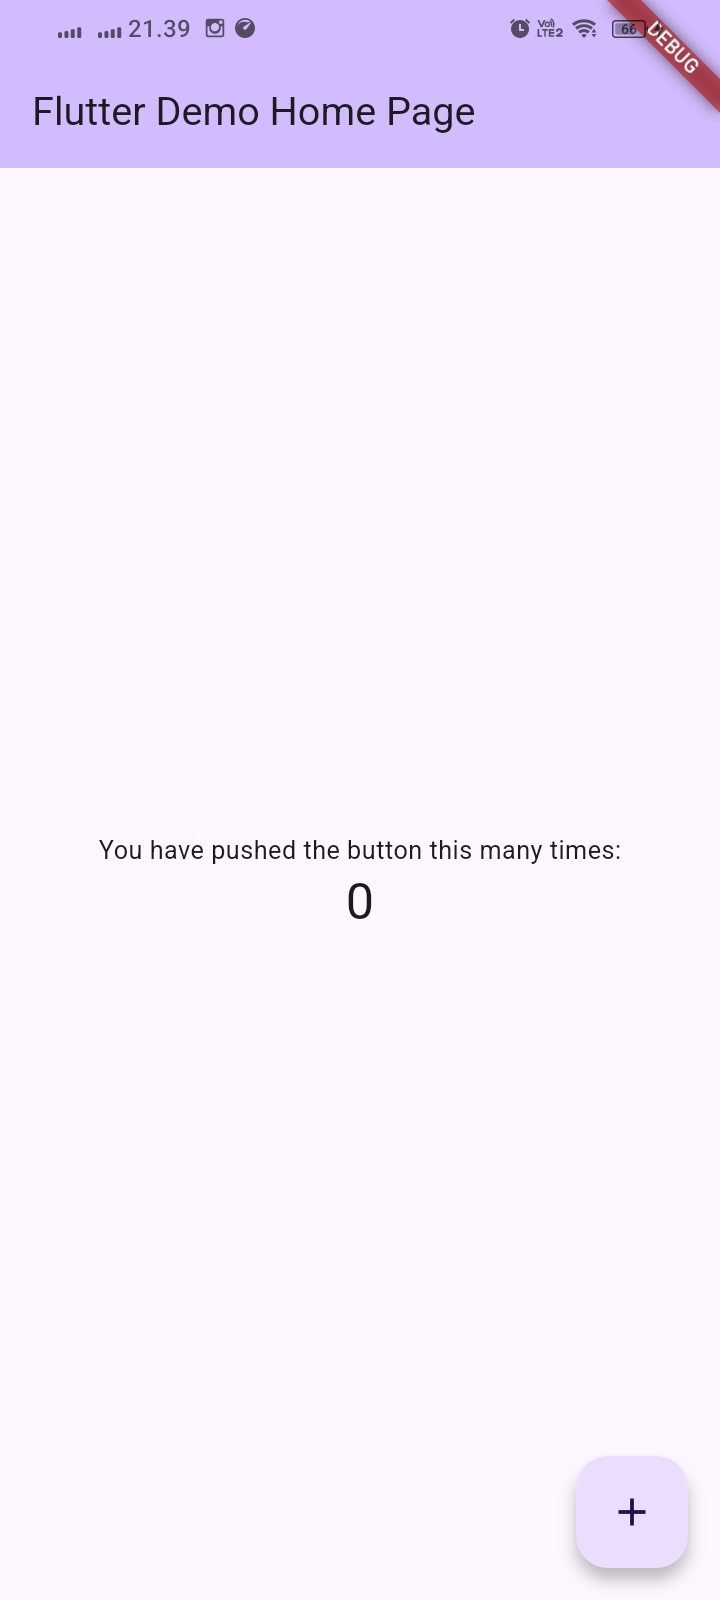 21.39
Vo))
LTE2
66
DEBUG
Flutter Demo Home Page
You have pushed the button this many times:
0